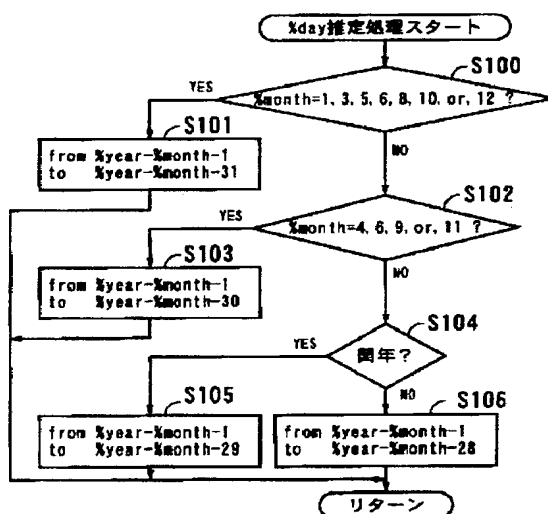 %day推定処理スタート
S100
%month=1, 3, 5, 6, 8, 10. or, 12 ?
YES
NO
S101
from %year-%month-1
to %year-%month-31
S102
%month=4, 6, 9, or, 11 ?
YES
NO
S103
from %year-%month-1
to %year-%month-30
S104
閏年?
YES
NO
S105
from %year-%month-1
to %year-%month-29
S106
from %year-%month-1
to %year-%month-28
リターン